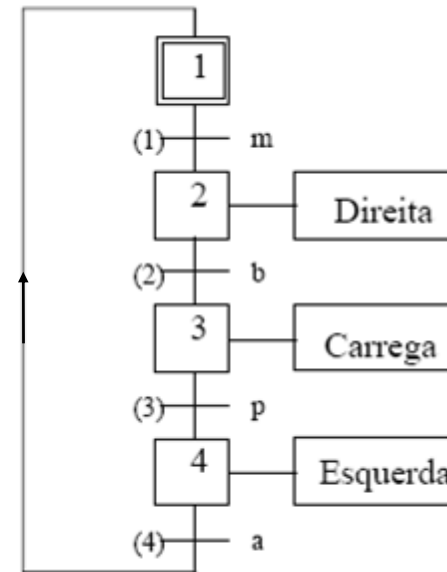 1
(1) m
2 Direita
(2) b
3 Carrega
(3) p
4 Esquerda
(4) a